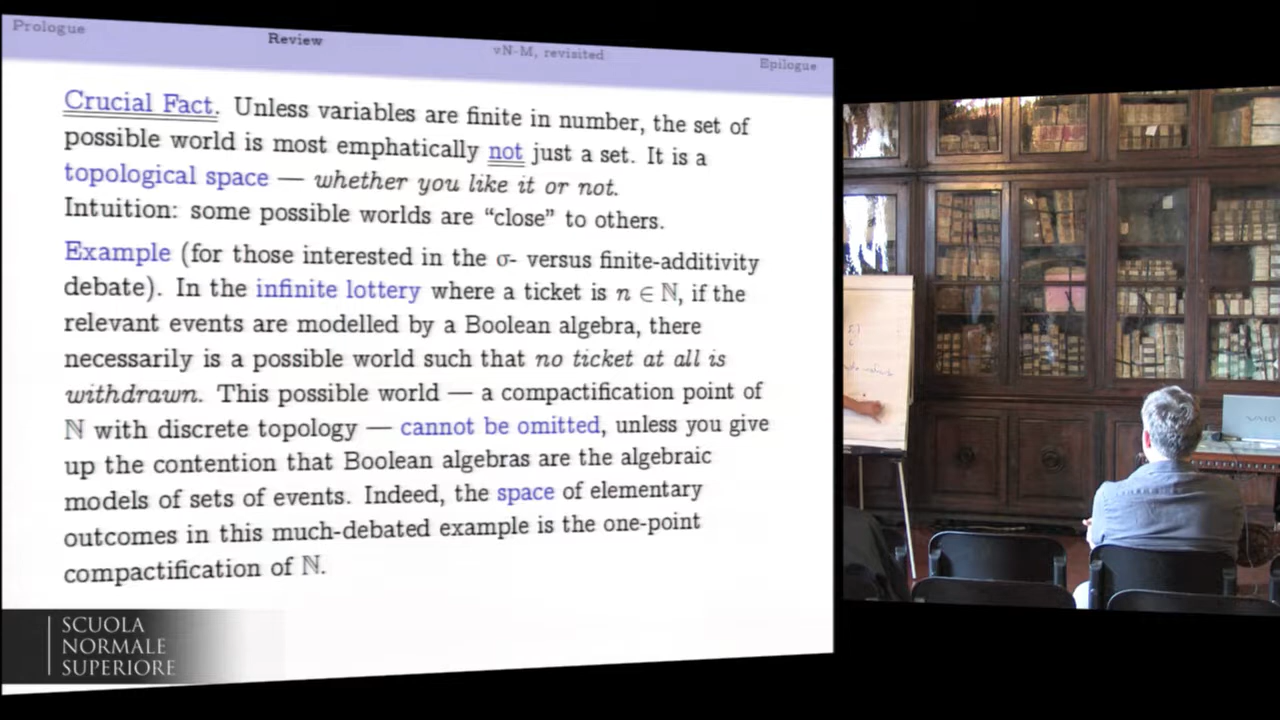 Prologue
Review
vN-M, revisited
Epilogue
Crucial Fact. Unless variables are finite in number, the set of
possible world is most emphatically not just a set. It is a
topological space — whether you like it or not.
Intuition: some possible worlds are “close” to others.
Example (for those interested in the σ- versus finite-additivity
debate). In the infinite lottery where a ticket is n ∈ ℕ, if the
relevant events are modelled by a Boolean algebra, there
necessarily is a possible world such that no ticket at all is
withdrawn. This possible world — a compactification point of
ℕ with discrete topology — cannot be omitted, unless you give
up the contention that Boolean algebras are the algebraic
models of sets of events. Indeed, the space of elementary
outcomes in this much-debated example is the one-point
compactification of ℕ.
SCUOLA
NORMALE
SUPERIORE
VAIO